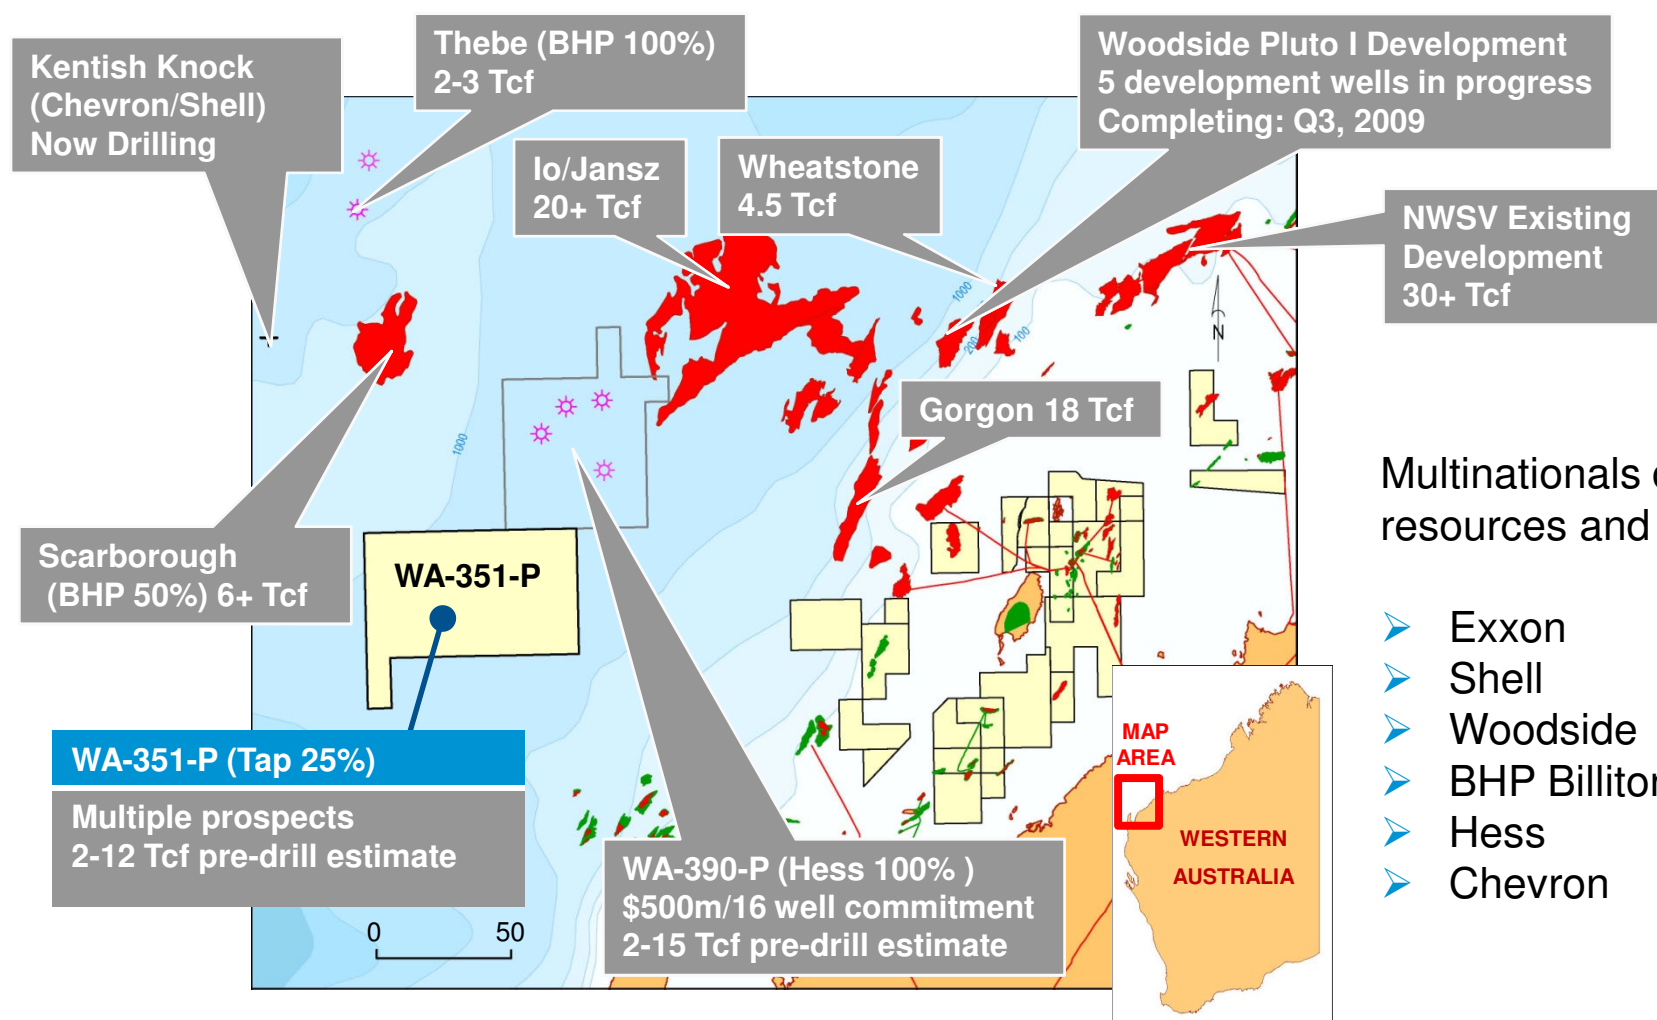 Kentish Knock
(Chevron/Shell)
Now Drilling
Thebe (BHP 100%)
2-3 Tcf
Io/Jansz
20+ Tcf
Wheatstone
4.5 Tcf
Woodside Pluto I Development
5 development wells in progress
Completing: Q3, 2009
NWSV Existing
Development
30+ Tcf
1000
200
100
N
Gorgon 18 Tcf
1000
Scarborough
(BHP 50%) 6+ Tcf
WA-351-P
WA-351-P (Tap 25%)
Multiple prospects
2-12 Tcf pre-drill estimate
0 50
WA-390-P (Hess 100% )
$500m/16 well commitment
2-15 Tcf pre-drill estimate
MAP
AREA
WESTERN
AUSTRALIA
Multinationals
resources and
Exxon
Shell
Woodside
BHP Billiton
Hess
Chevron